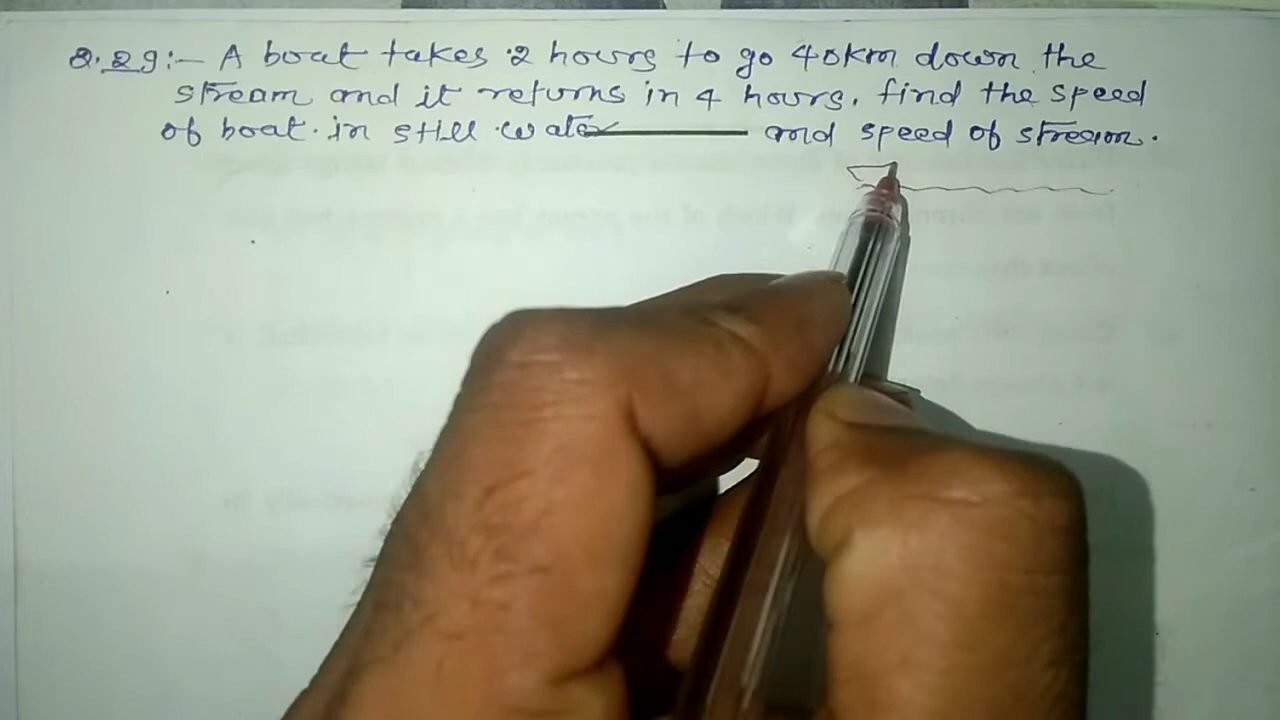 Q.29:- A boat takes 2 hours to go 40km down the
stream and it returns in 4 hours. find the speed
of boat in still water and speed of stream.